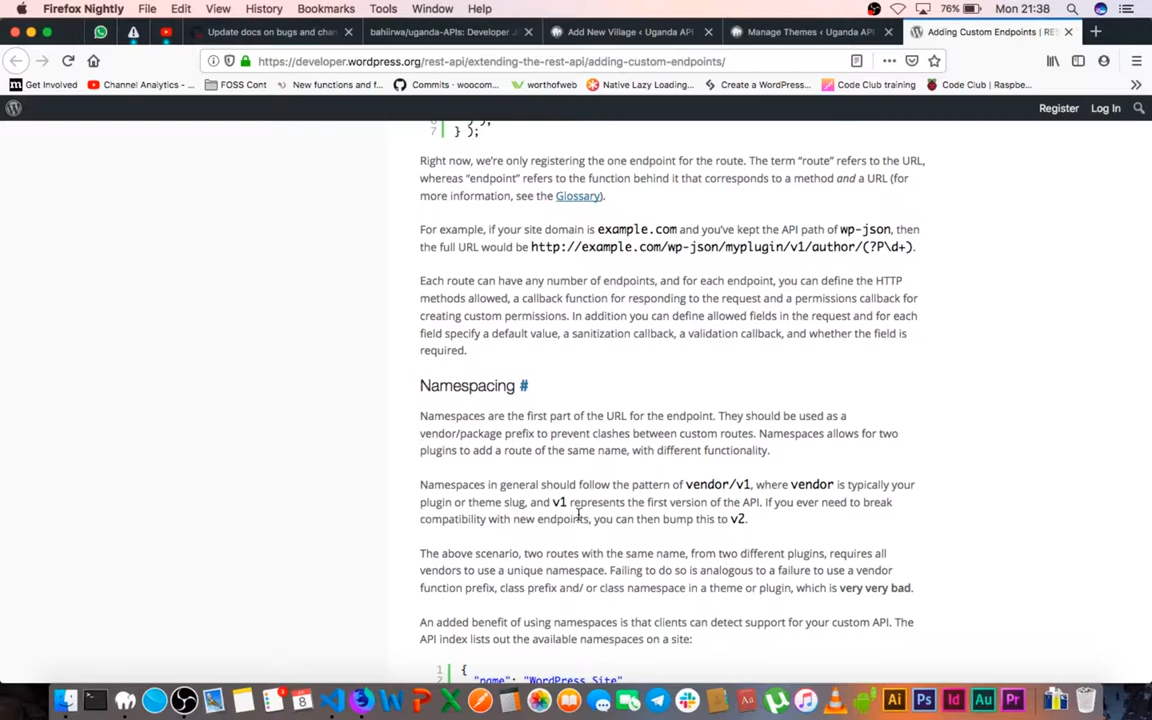 Firefox Nightly File Edit View History Bookmarks Tools Window Help 76% Mon 21:38
Update docs on bugs and chan bahiirwa/uganda-APIs: Developer J Add New Village ‹ Uganda API Manage Themes ‹ Uganda API Adding Custom Endpoints | RES
https://developer.wordpress.org/rest-api/extending-the-rest-api/adding-custom-endpoints/
Get Involved Channel Analytics -... FOSS Cont New functions and f... Commits · woocom... worthofweb Native Lazy Loading... Create a WordPress... Code Club training Code Club | Raspbe...
Register Log In
6 } );
7 } );
Right now, we’re only registering the one endpoint for the route. The term “route” refers to the URL,
whereas “endpoint” refers to the function behind it that corresponds to a method and a URL (for
more information, see the Glossary).
For example, if your site domain is example.com and you’ve kept the API path of wp-json, then
the full URL would be http://example.com/wp-json/myplugin/v1/author/(?P\d+).
Each route can have any number of endpoints, and for each endpoint, you can define the HTTP
methods allowed, a callback function for responding to the request and a permissions callback for
creating custom permissions. In addition you can define allowed fields in the request and for each
field specify a default value, a sanitization callback, a validation callback, and whether the field is
required.
Namespacing #
Namespaces are the first part of the URL for the endpoint. They should be used as a
vendor/package prefix to prevent clashes between custom routes. Namespaces allows for two
plugins to add a route of the same name, with different functionality.
Namespaces in general should follow the pattern of vendor/v1, where vendor is typically your
plugin or theme slug, and v1 represents the first version of the API. If you ever need to break
compatibility with new endpoints, you can then bump this to v2.
The above scenario, two routes with the same name, from two different plugins, requires all
vendors to use a unique namespace. Failing to do so is analogous to a failure to use a vendor
function prefix, class prefix and/ or class namespace in a theme or plugin, which is very very bad.
An added benefit of using namespaces is that clients can detect support for your custom API. The
API index lists out the available namespaces on a site:
1 {
2 "name": "WordPress Site"
8
Ai Ps Id Au Pr